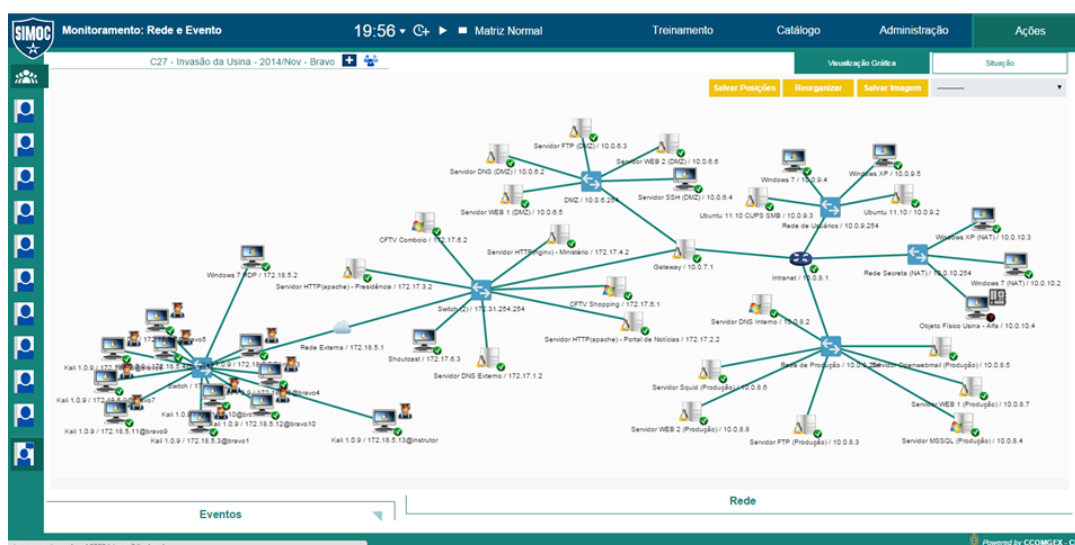 SIMOC
Monitoramento: Rede e Evento
19:56
Matriz Normal
Treinamento
Catálogo
Administração
Ações
C27 - Invasão da Usina - 2014/Nov - Bravo
Visualização Gráfica
Situação
Salvar Posições
Reorganizar
Salvar Imagem
Servidor FTP (DMZ) / 10.0.6.3
Servidor DNS (DMZ) / 10.0.6.2
Servidor WEB 2 (DMZ) / 10.0.6.6
DMZ / 10.0.6.254
Servidor SSH (DMZ) / 10.0.6.4
Servidor WEB 1 (DMZ) / 10.0.6.5
Windows 7 / 10.0.9.4
Windows XP / 10.0.9.5
Ubuntu 11.10 CUPS SMB / 10.0.9.3
Ubuntu 11.10 / 10.0.9.2
Rede de Usuários / 10.0.9.254
CFTV Comboio / 172.17.6.2
Servidor HTTP(nginx) - Ministério / 172.17.4.2
Gateway / 10.0.7.1
Intranet / 10.0.8.1
Windows XP (NAT) / 10.0.10.3
Rede Secreta (NAT) / 10.0.10.254
Windows 7 (NAT) / 10.0.10.2
Objeto Físico Usina - Alfa / 10.0.10.4
Windows 7 RDP / 172.18.5.2
Servidor HTTP(apache) - Presidência / 172.17.3.2
Switch (2) / 172.31.254.254
CFTV Shopping / 172.17.6.1
Servidor HTTP(apache) - Portal de Notícias / 172.17.2.2
Rede Externa / 172.18.5.1
Shoutcast / 172.17.6.3
Servidor DNS Externo / 172.17.1.2
Servidor DNS Interno / 10.0.8.2
Rede de Produção / 10.0.8.254
Servidor Openwebmail (Produção) / 10.0.8.5
Servidor Squid (Produção) / 10.0.8.6
Servidor WEB 1 (Produção) / 10.0.8.7
Servidor WEB 2 (Produção) / 10.0.8.8
Servidor FTP (Produção) / 10.0.8.3
Servidor MSSQL (Produção) / 10.0.8.4
Kali 1.0.9 / 172.18.5.11@bravo9
Kali 1.0.9 / 172.18.5.3@bravo1
Kali 1.0.9 / 172.18.5.13@instrutor
Eventos
Rede
Powered by CCOMGEX - C